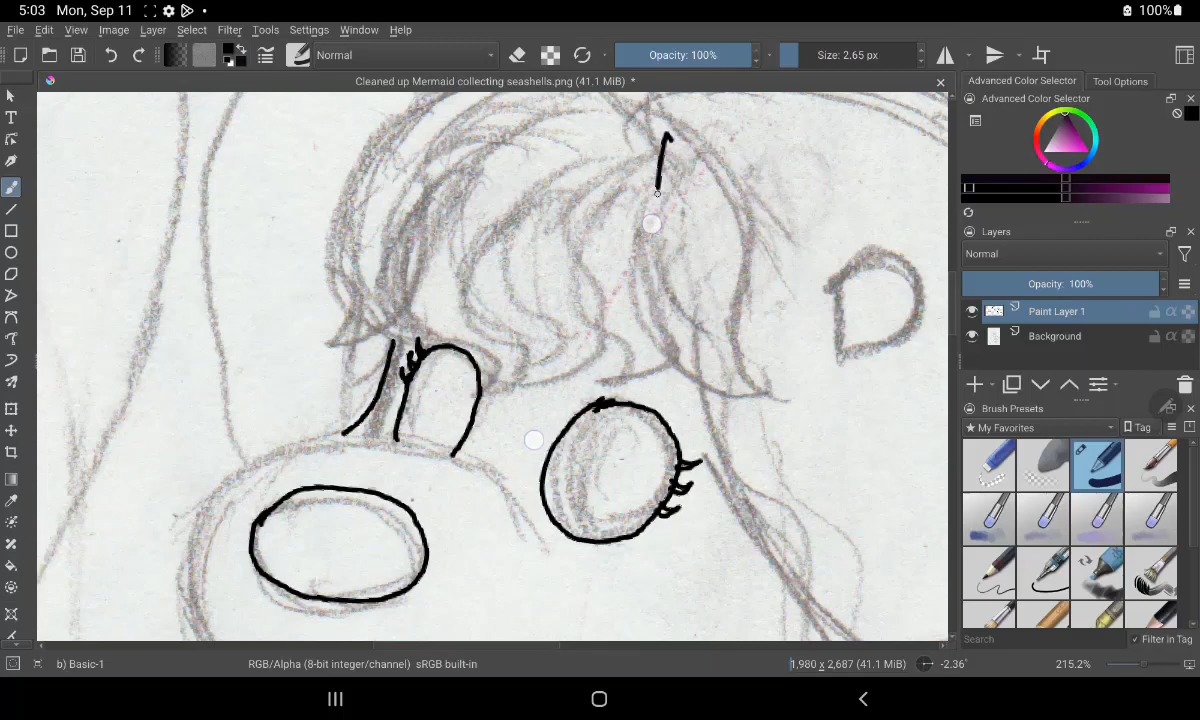 5:03 Mon, Sep 11 100%
File Edit View Image Layer Select Filter Tools Settings Window Help
Normal Opacity: 100% Size: 2.65 px
Cleaned up Mermaid collecting seashells.png (41.1 MiB) *
Advanced Color Selector Tool Options
Advanced Color Selector
Layers
Normal
Opacity: 100%
Paint Layer 1
Background
Brush Presets
★ My Favorites Tag
Search ✓ Filter in Tag
b) Basic-1 RGB/Alpha (8-bit integer/channel) sRGB built-in 1,980 x 2,687 (41.1 MiB) -2.36° 215.2%